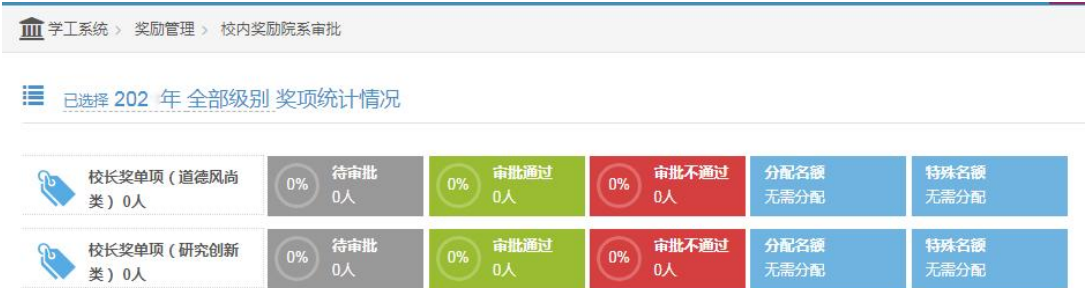 学工系统 > 奖励管理 > 校内奖励院系审批
已选择 202 年 全部级别 奖项统计情况
校长奖单项（道德风尚
类）0人
0%
待审批
0人
0%
审批通过
0人
0%
审批不通过
0人
分配名额
无需分配
特殊名额
无需分配
校长奖单项（研究创新
类）0人
0%
待审批
0人
0%
审批通过
0人
0%
审批不通过
0人
分配名额
无需分配
特殊名额
无需分配